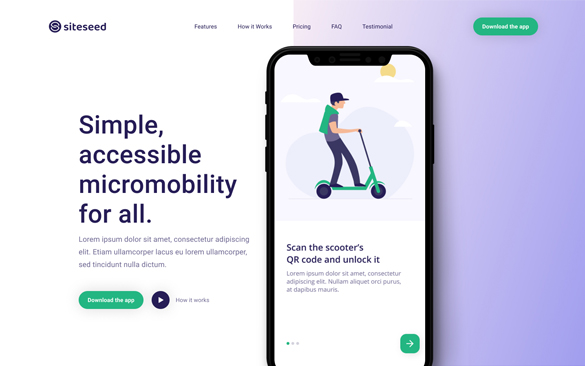 siteseed
Features
How it Works
Pricing
FAQ
Testimonial
Download the app
Simple,
accessible
micromobility
for all.
Lorem ipsum dolor sit amet, consectetur adipiscing
elit. Etiam ullamcorper lacus eu lorem ullamcorper,
sed tincidunt nulla dictum.
Download the app
How it works
Scan the scooter's
QR code and unlock it
Lorem ipsum dolor sit amet, consectetur
adipiscing elit. Nullam aliquet orci purus,
at dapibus mauris.